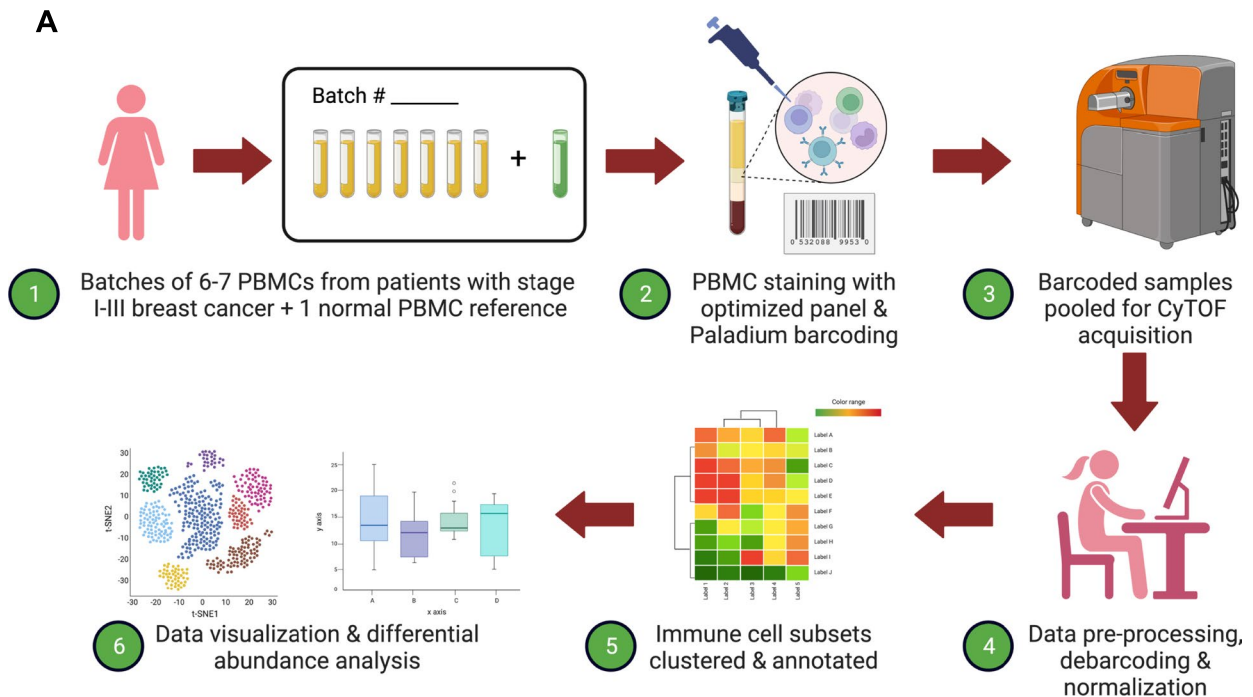 A
Batch # ______
+
0 532088 9953 0
1
Batches of 6-7 PBMCs from patients with stage
I-III breast cancer + 1 normal PBMC reference
2
PBMC staining with
optimized panel &
Paladium barcoding
3
Barcoded samples
pooled for CyTOF
acquisition
4
Data pre-processing,
debarcoding &
normalization
Color range
Label A
Label B
Label C
Label D
Label E
Label F
Label G
Label H
Label I
Label J
Label 1
Label 2
Label 3
Label 4
Label 5
5
Immune cell subsets
clustered & annotated
t-SNE2
30
20
10
0
-10
-20
-30
-30 -20 -10 0 10 20 30
t-SNE1
y axis
25
20
15
10
5
0
A B C D
x axis
6
Data visualization & differential
abundance analysis